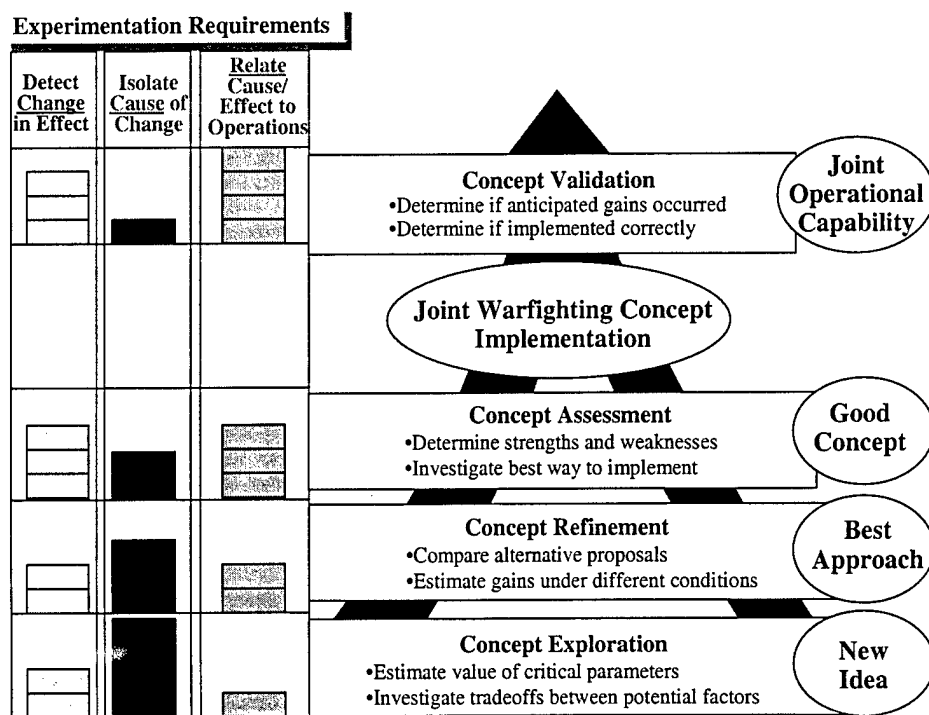 Experimentation Requirements
Detect
Change
in Effect
Isolate
Cause of
Change
Relate
Cause/
Effect to
Operations
Concept Validation
•Determine if anticipated gains occurred
•Determine if implemented correctly
Joint
Operational
Capability
Joint Warfighting Concept
Implementation
Concept Assessment
•Determine strengths and weaknesses
•Investigate best way to implement
Good
Concept
Concept Refinement
•Compare alternative proposals
•Estimate gains under different conditions
Best
Approach
Concept Exploration
•Estimate value of critical parameters
•Investigate tradeoffs between potential factors
New
Idea